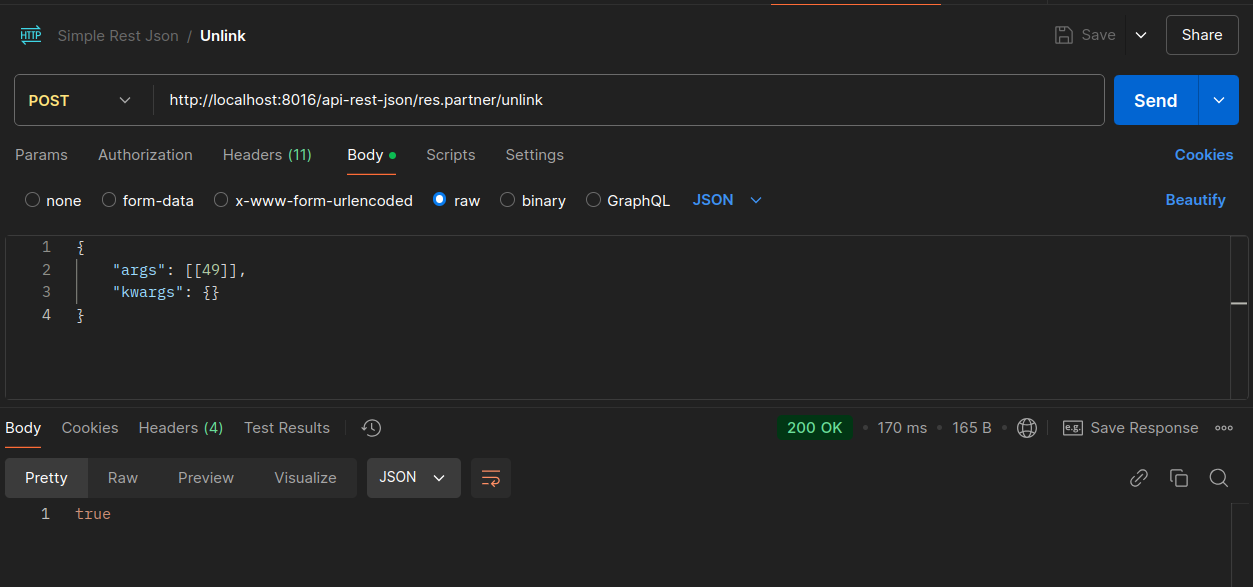 HTTP Simple Rest Json / Unlink Save Share
POST http://localhost:8016/api-rest-json/res.partner/unlink Send
Params Authorization Headers (11) Body Scripts Settings Cookies
none form-data x-www-form-urlencoded raw binary GraphQL JSON Beautify
1 {
2 "args": [[49]],
3 "kwargs": {}
4 }
Body Cookies Headers (4) Test Results 200 OK • 170 ms • 165 B • e.g. Save Response
Pretty Raw Preview Visualize JSON
1 true